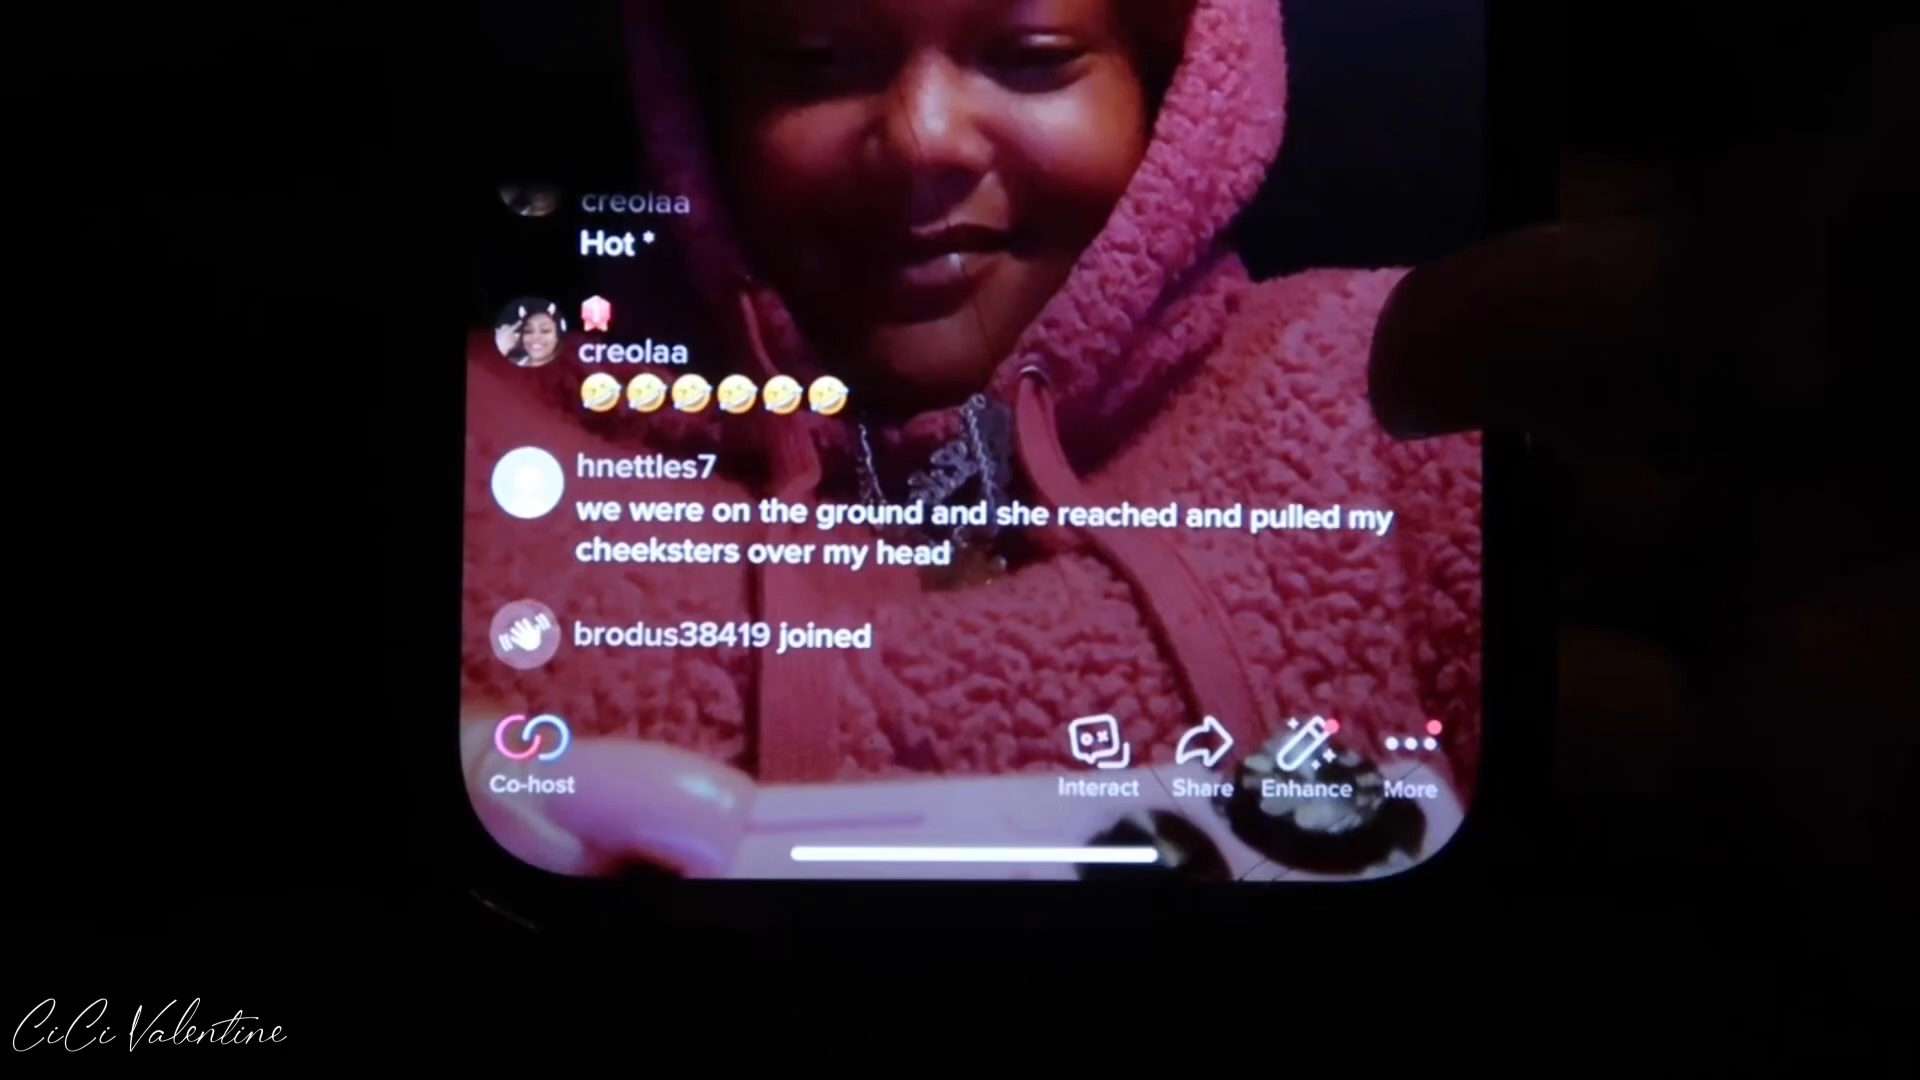 creolaa
Hot *
creolaa
🤣🤣🤣🤣🤣🤣
hnettles7
we were on the ground and she reached and pulled my
cheeksters over my head
brodus38419 joined
Co-host
Interact
Share
Enhance
More
CiCi Valentine